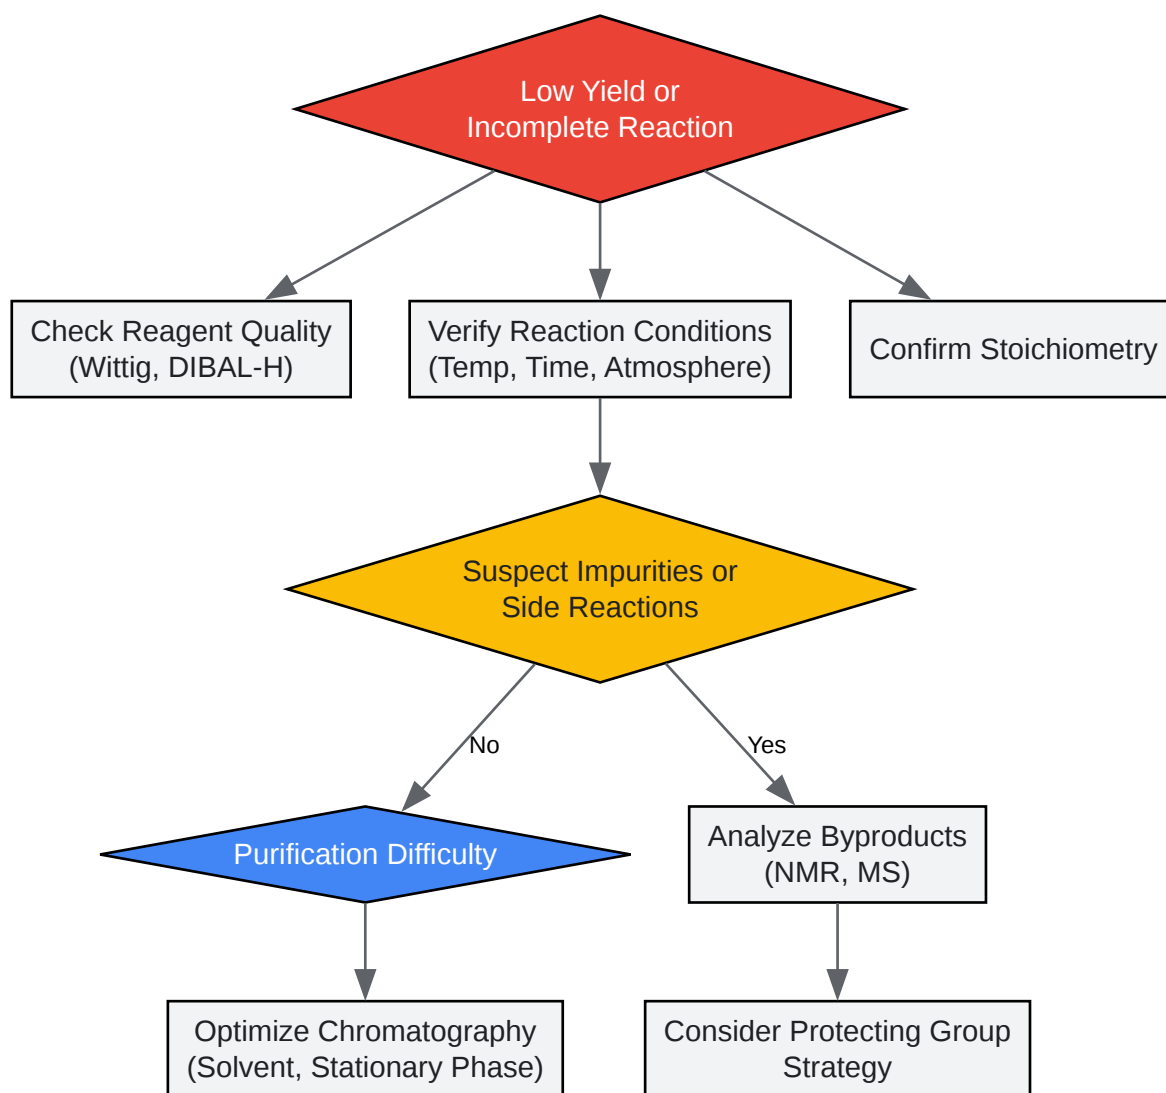 Low Yield or
Incomplete Reaction
Check Reagent Quality
(Wittig, DIBAL-H)
Verify Reaction Conditions
(Temp, Time, Atmosphere)
Confirm Stoichiometry
Suspect Impurities or
Side Reactions
No
Yes
Purification Difficulty
Analyze Byproducts
(NMR, MS)
Optimize Chromatography
(Solvent, Stationary Phase)
Consider Protecting Group
Strategy